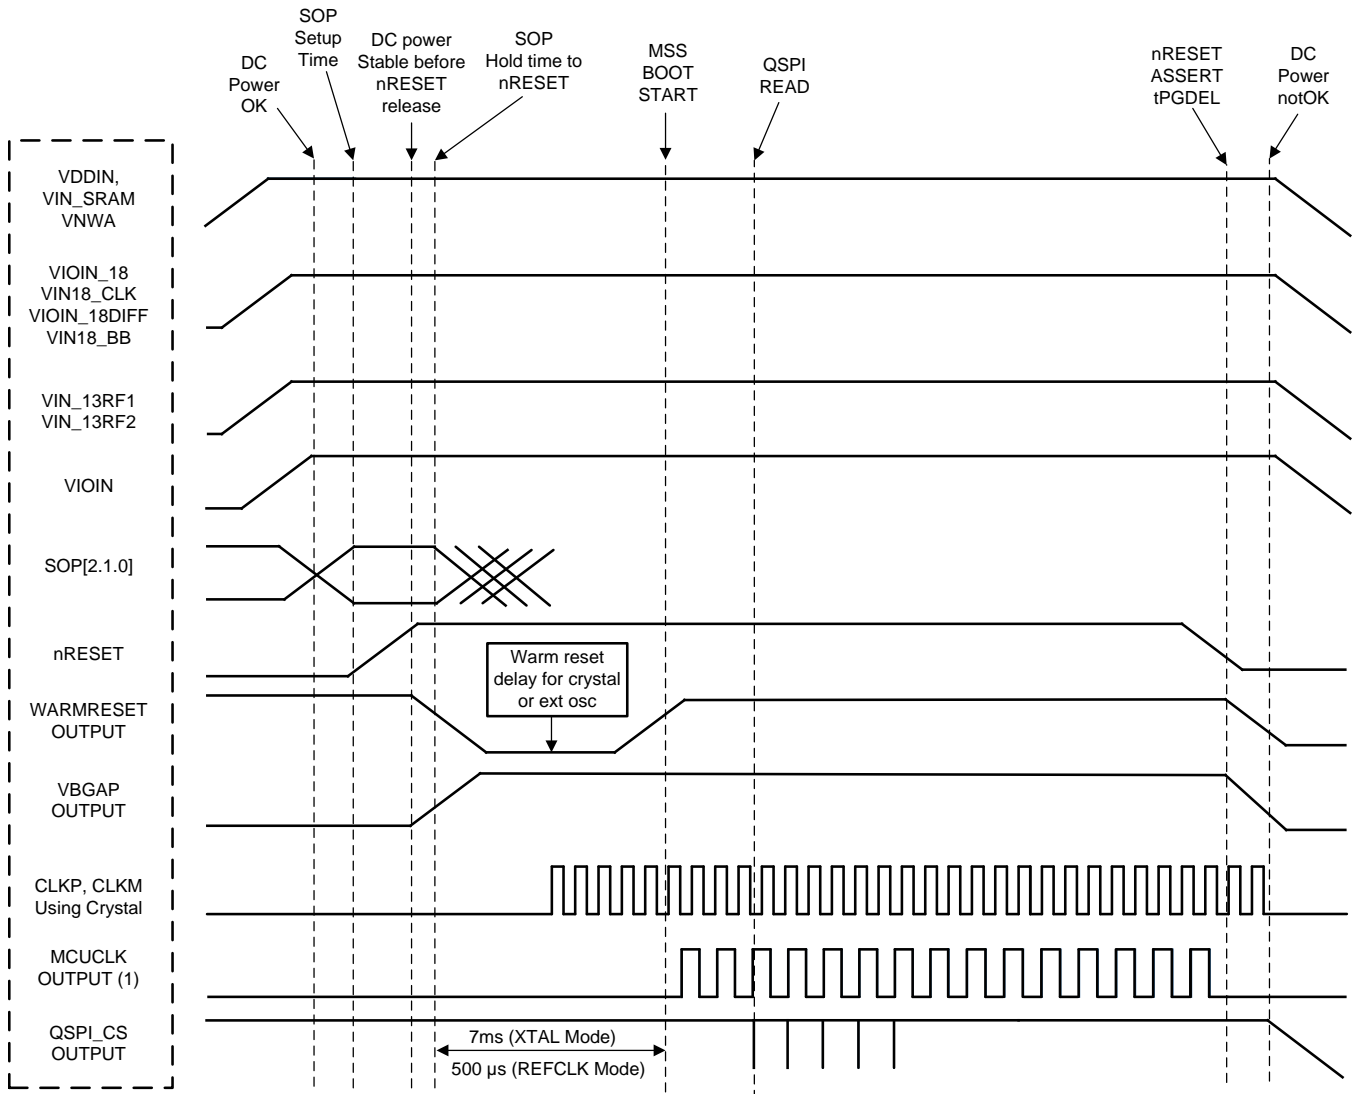 SOP
Setup
Time
DC
Power
OK
DC power
Stable before
nRESET
release
SOP
Hold time to
nRESET
MSS
BOOT
START
QSPI
READ
nRESET
ASSERT
tPGDEL
DC
Power
notOK
VDDIN,
VIN_SRAM
VNWA
VIOIN_18
VIN18_CLK
VIOIN_18DIFF
VIN18_BB
VIN_13RF1
VIN_13RF2
VIOIN
SOP[2.1.0]
nRESET
Warm reset
delay for crystal
or ext osc
WARMRESET
OUTPUT
VBGAP
OUTPUT
CLKP, CLKM
Using Crystal
MCUCLK
OUTPUT (1)
QSPI_CS
OUTPUT
7ms (XTAL Mode)
500 µs (REFCLK Mode)